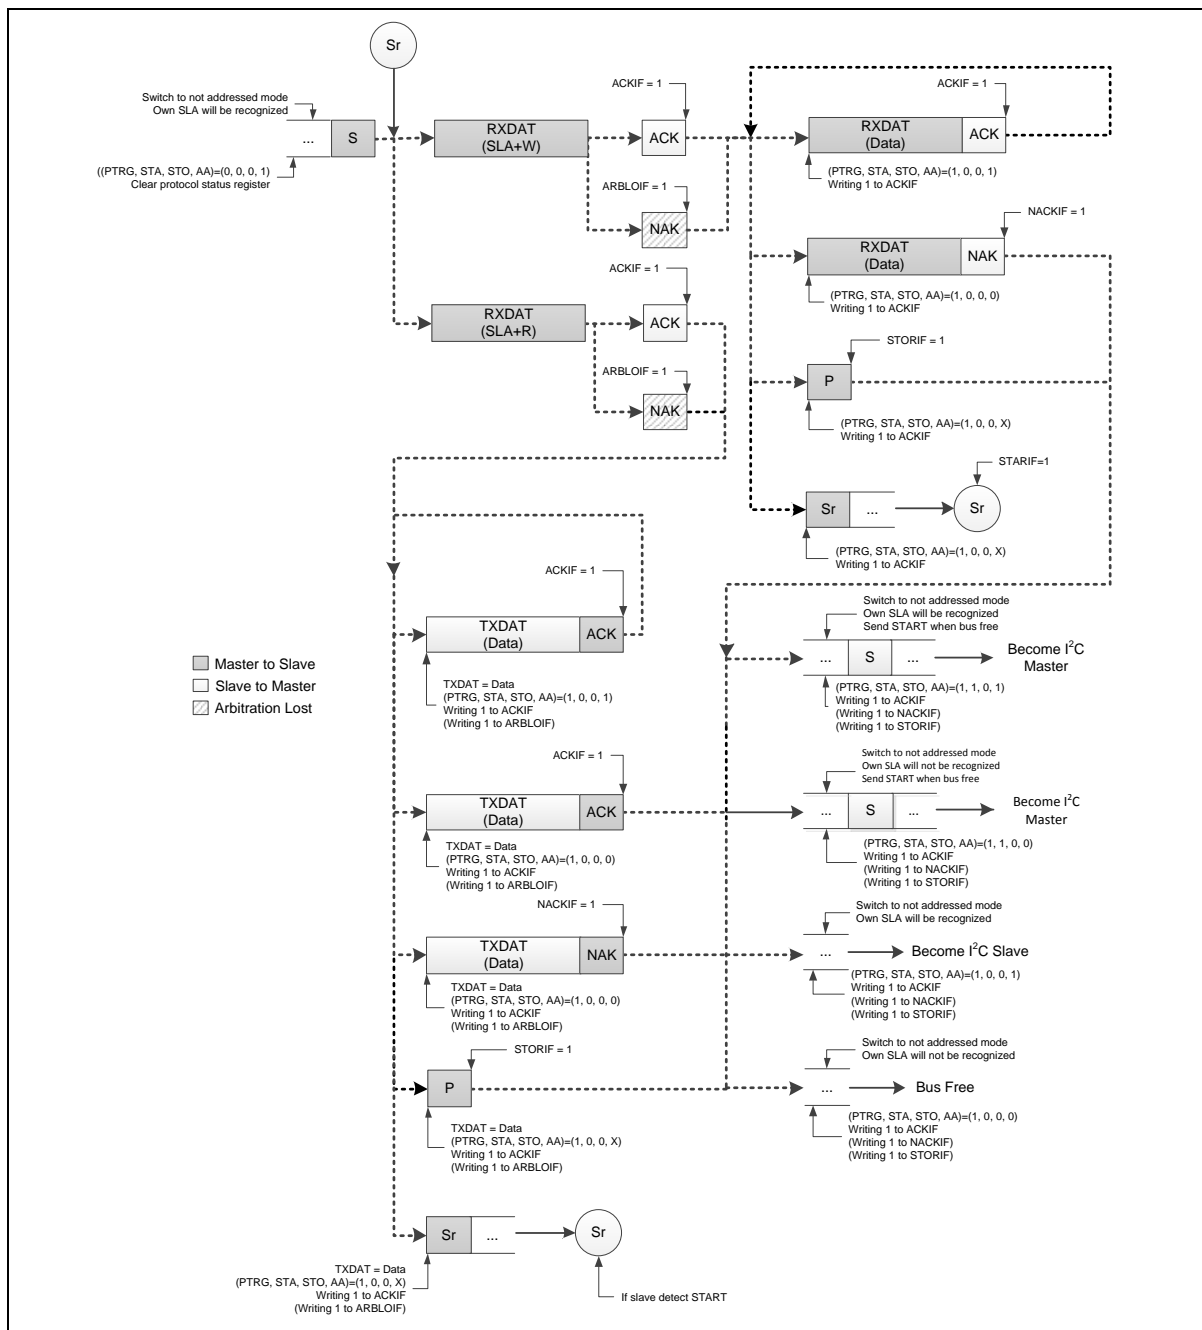 Sr
Switch to not addressed mode
Own SLA will be recognized
...
S
((PTRG, STA, STO, AA)=(0, 0, 0, 1)
Clear protocol status register
RXDAT
(SLA+W)
ACKIF = 1
ACK
ARBLOIF = 1
NAK
ACKIF = 1
RXDAT
(Data)
ACK
(PTRG, STA, STO, AA)=(1, 0, 0, 1)
Writing 1 to ACKIF
NACKIF = 1
RXDAT
(Data)
NAK
(PTRG, STA, STO, AA)=(1, 0, 0, 0)
Writing 1 to ACKIF
ACKIF = 1
RXDAT
(SLA+R)
ACK
ARBLOIF = 1
NAK
STORIF = 1
P
(PTRG, STA, STO, AA)=(1, 0, 0, X)
Writing 1 to ACKIF
STARIF=1
Sr
...
Sr
(PTRG, STA, STO, AA)=(1, 0, 0, X)
Writing 1 to ACKIF
ACKIF = 1
TXDAT
(Data)
ACK
TXDAT = Data
(PTRG, STA, STO, AA)=(1, 0, 0, 1)
Writing 1 to ACKIF
(Writing 1 to ARBLOIF)
Master to Slave
Slave to Master
Arbitration Lost
Switch to not addressed mode
Own SLA will be recognized
Send START when bus free
...
S
...
Become I²C
Master
(PTRG, STA, STO, AA)=(1, 1, 0, 1)
Writing 1 to ACKIF
(Writing 1 to NACKIF)
(Writing 1 to STORIF)
ACKIF = 1
TXDAT
(Data)
ACK
TXDAT = Data
(PTRG, STA, STO, AA)=(1, 0, 0, 0)
Writing 1 to ACKIF
(Writing 1 to ARBLOIF)
Switch to not addressed mode
Own SLA will not be recognized
Send START when bus free
...
S
...
Become I²C
Master
(PTRG, STA, STO, AA)=(1, 1, 0, 0)
Writing 1 to ACKIF
(Writing 1 to NACKIF)
(Writing 1 to STORIF)
NACKIF = 1
TXDAT
(Data)
NAK
TXDAT = Data
(PTRG, STA, STO, AA)=(1, 0, 0, 0)
Writing 1 to ACKIF
(Writing 1 to ARBLOIF)
Switch to not addressed mode
Own SLA will be recognized
...
Become I²C Slave
(PTRG, STA, STO, AA)=(1, 0, 0, 1)
Writing 1 to ACKIF
(Writing 1 to NACKIF)
(Writing 1 to STORIF)
STORIF = 1
P
TXDAT = Data
(PTRG, STA, STO, AA)=(1, 0, 0, X)
Writing 1 to ACKIF
(Writing 1 to ARBLOIF)
Switch to not addressed mode
Own SLA will not be recognized
...
Bus Free
(PTRG, STA, STO, AA)=(1, 0, 0, 0)
Writing 1 to ACKIF
(Writing 1 to NACKIF)
(Writing 1 to STORIF)
Sr
...
Sr
TXDAT = Data
(PTRG, STA, STO, AA)=(1, 0, 0, X)
Writing 1 to ACKIF
(Writing 1 to ARBLOIF)
If slave detect START